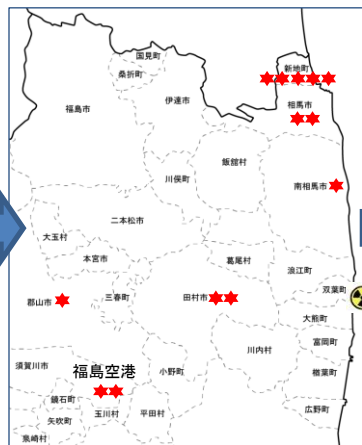 国見町
桑折町
新地町
伊達市
福島市
相馬市
飯舘村
川俣町
南相馬市
二本松市
大玉村
葛尾村
本宮市
浪江町
双葉町
郡山市
三春町
田村市
大熊町
富岡町
川内村
須賀川市
福島空港
小野町
楢葉町
鏡石町
玉川村
平田村
広野町
矢吹町
泉崎村